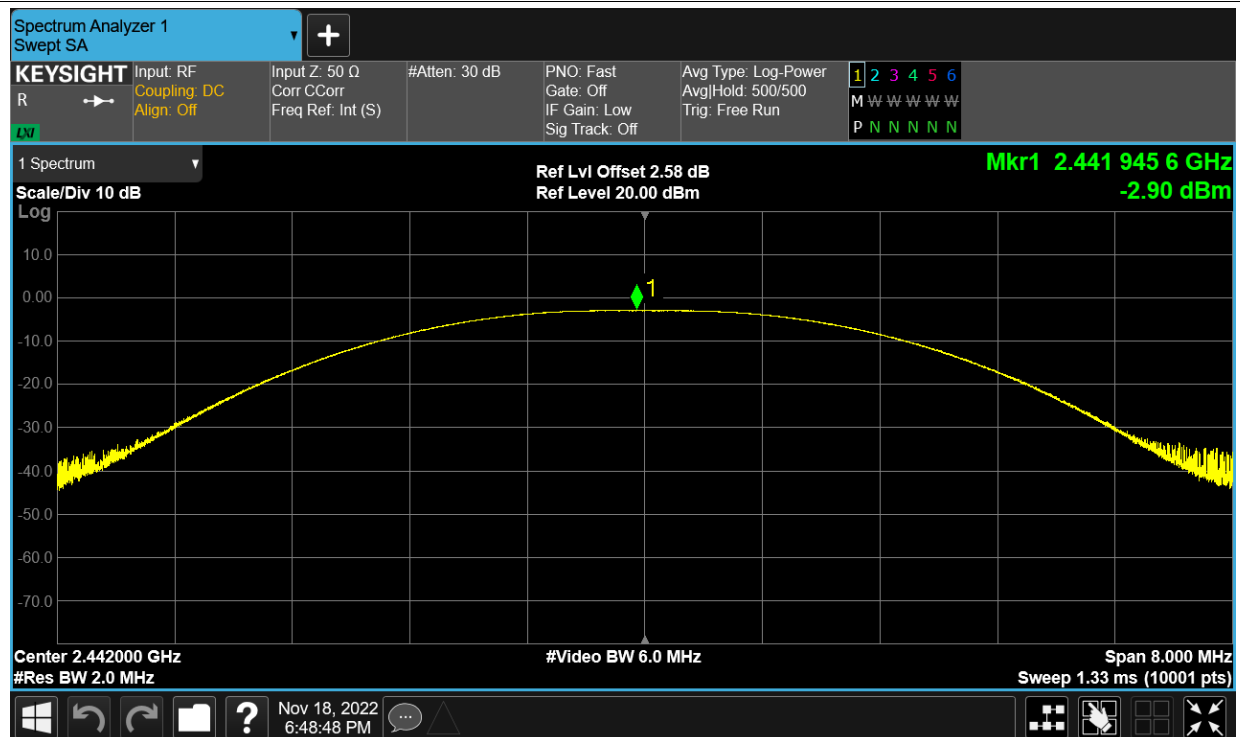 Spectrum Analyzer 1
Swept SA
KEYSIGHT
R
LXI
Input: RF
Coupling: DC
Align: Off
Input Z: 50 Ω
Corr CCorr
Freq Ref: Int (S)
#Atten: 30 dB
PNO: Fast
Gate: Off
IF Gain: Low
Sig Track: Off
Avg Type: Log-Power
Avg|Hold: 500/500
Trig: Free Run
1 2 3 4 5 6
M W W W W W W
P N N N N N N
1 Spectrum
Scale/Div 10 dB
Ref Lvl Offset 2.58 dB
Ref Level 20.00 dBm
Mkr1 2.441 945 6 GHz
-2.90 dBm
Log
10.0
0.00
-10.0
-20.0
-30.0
-40.0
-50.0
-60.0
-70.0
1
Center 2.442000 GHz
#Res BW 2.0 MHz
#Video BW 6.0 MHz
Span 8.000 MHz
Sweep 1.33 ms (10001 pts)
?
Nov 18, 2022
6:48:48 PM